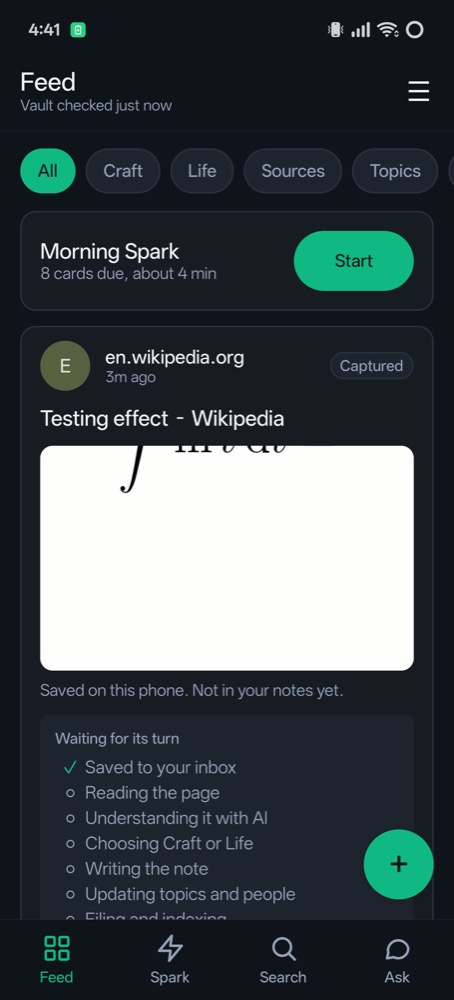 4:41
Feed
Vault checked just now
All Craft Life Sources Topics
Morning Spark
8 cards due, about 4 min
Start
E
en.wikipedia.org
3m ago
Captured
Testing effect - Wikipedia
Saved on this phone. Not in your notes yet.
Waiting for its turn
✓ Saved to your inbox
Reading the page
Understanding it with AI
Choosing Craft or Life
Writing the note
Updating topics and people
Filing and indexing
+
Feed Spark Search Ask